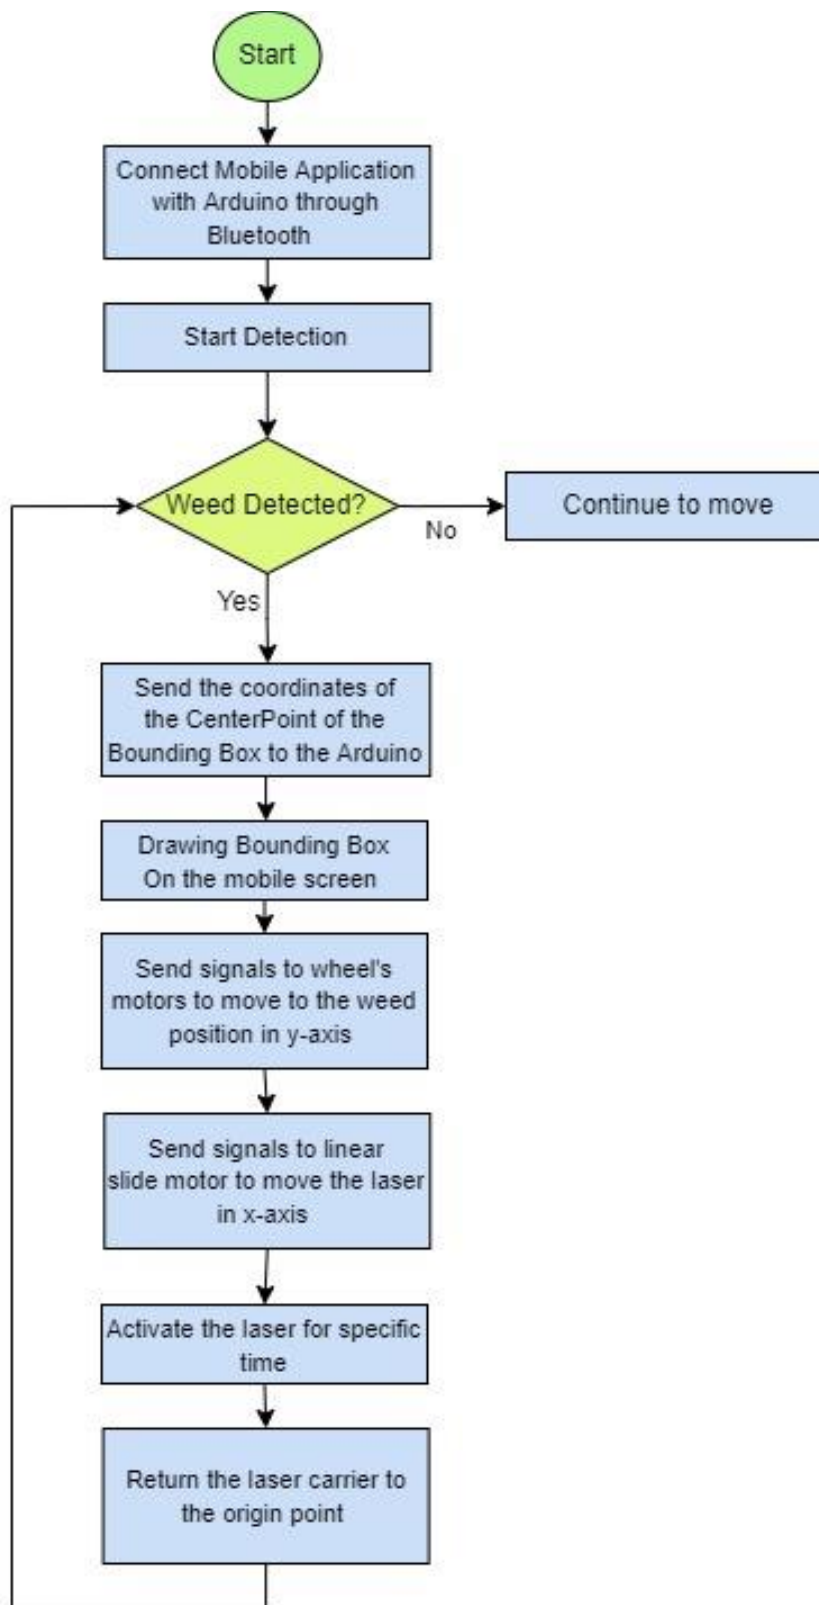 Start
Connect Mobile Application
with Arduino through
Bluetooth
Start Detection
Weed Detected?
No
Continue to move
Yes
Send the coordinates of
the CenterPoint of the
Bounding Box to the Arduino
Drawing Bounding Box
On the mobile screen
Send signals to wheel's
motors to move to the weed
position in y-axis
Send signals to linear
slide motor to move the laser
in x-axis
Activate the laser for specific
time
Return the laser carrier to
the origin point